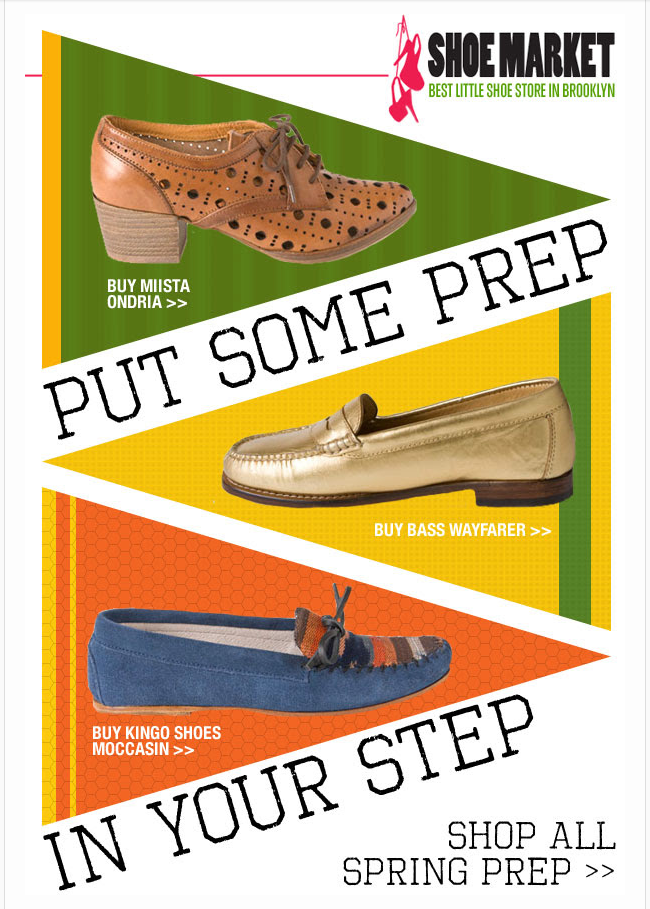 SHOE MARKET
BEST LITTLE SHOE STORE IN BROOKLYN
BUY MIISTA
ONDRIA >>
PUT SOME PREP
BUY BASS WAYFARER >>
BUY KINGO SHOES
MOCCASIN >>
IN YOUR STEP
SHOP ALL
SPRING PREP >>